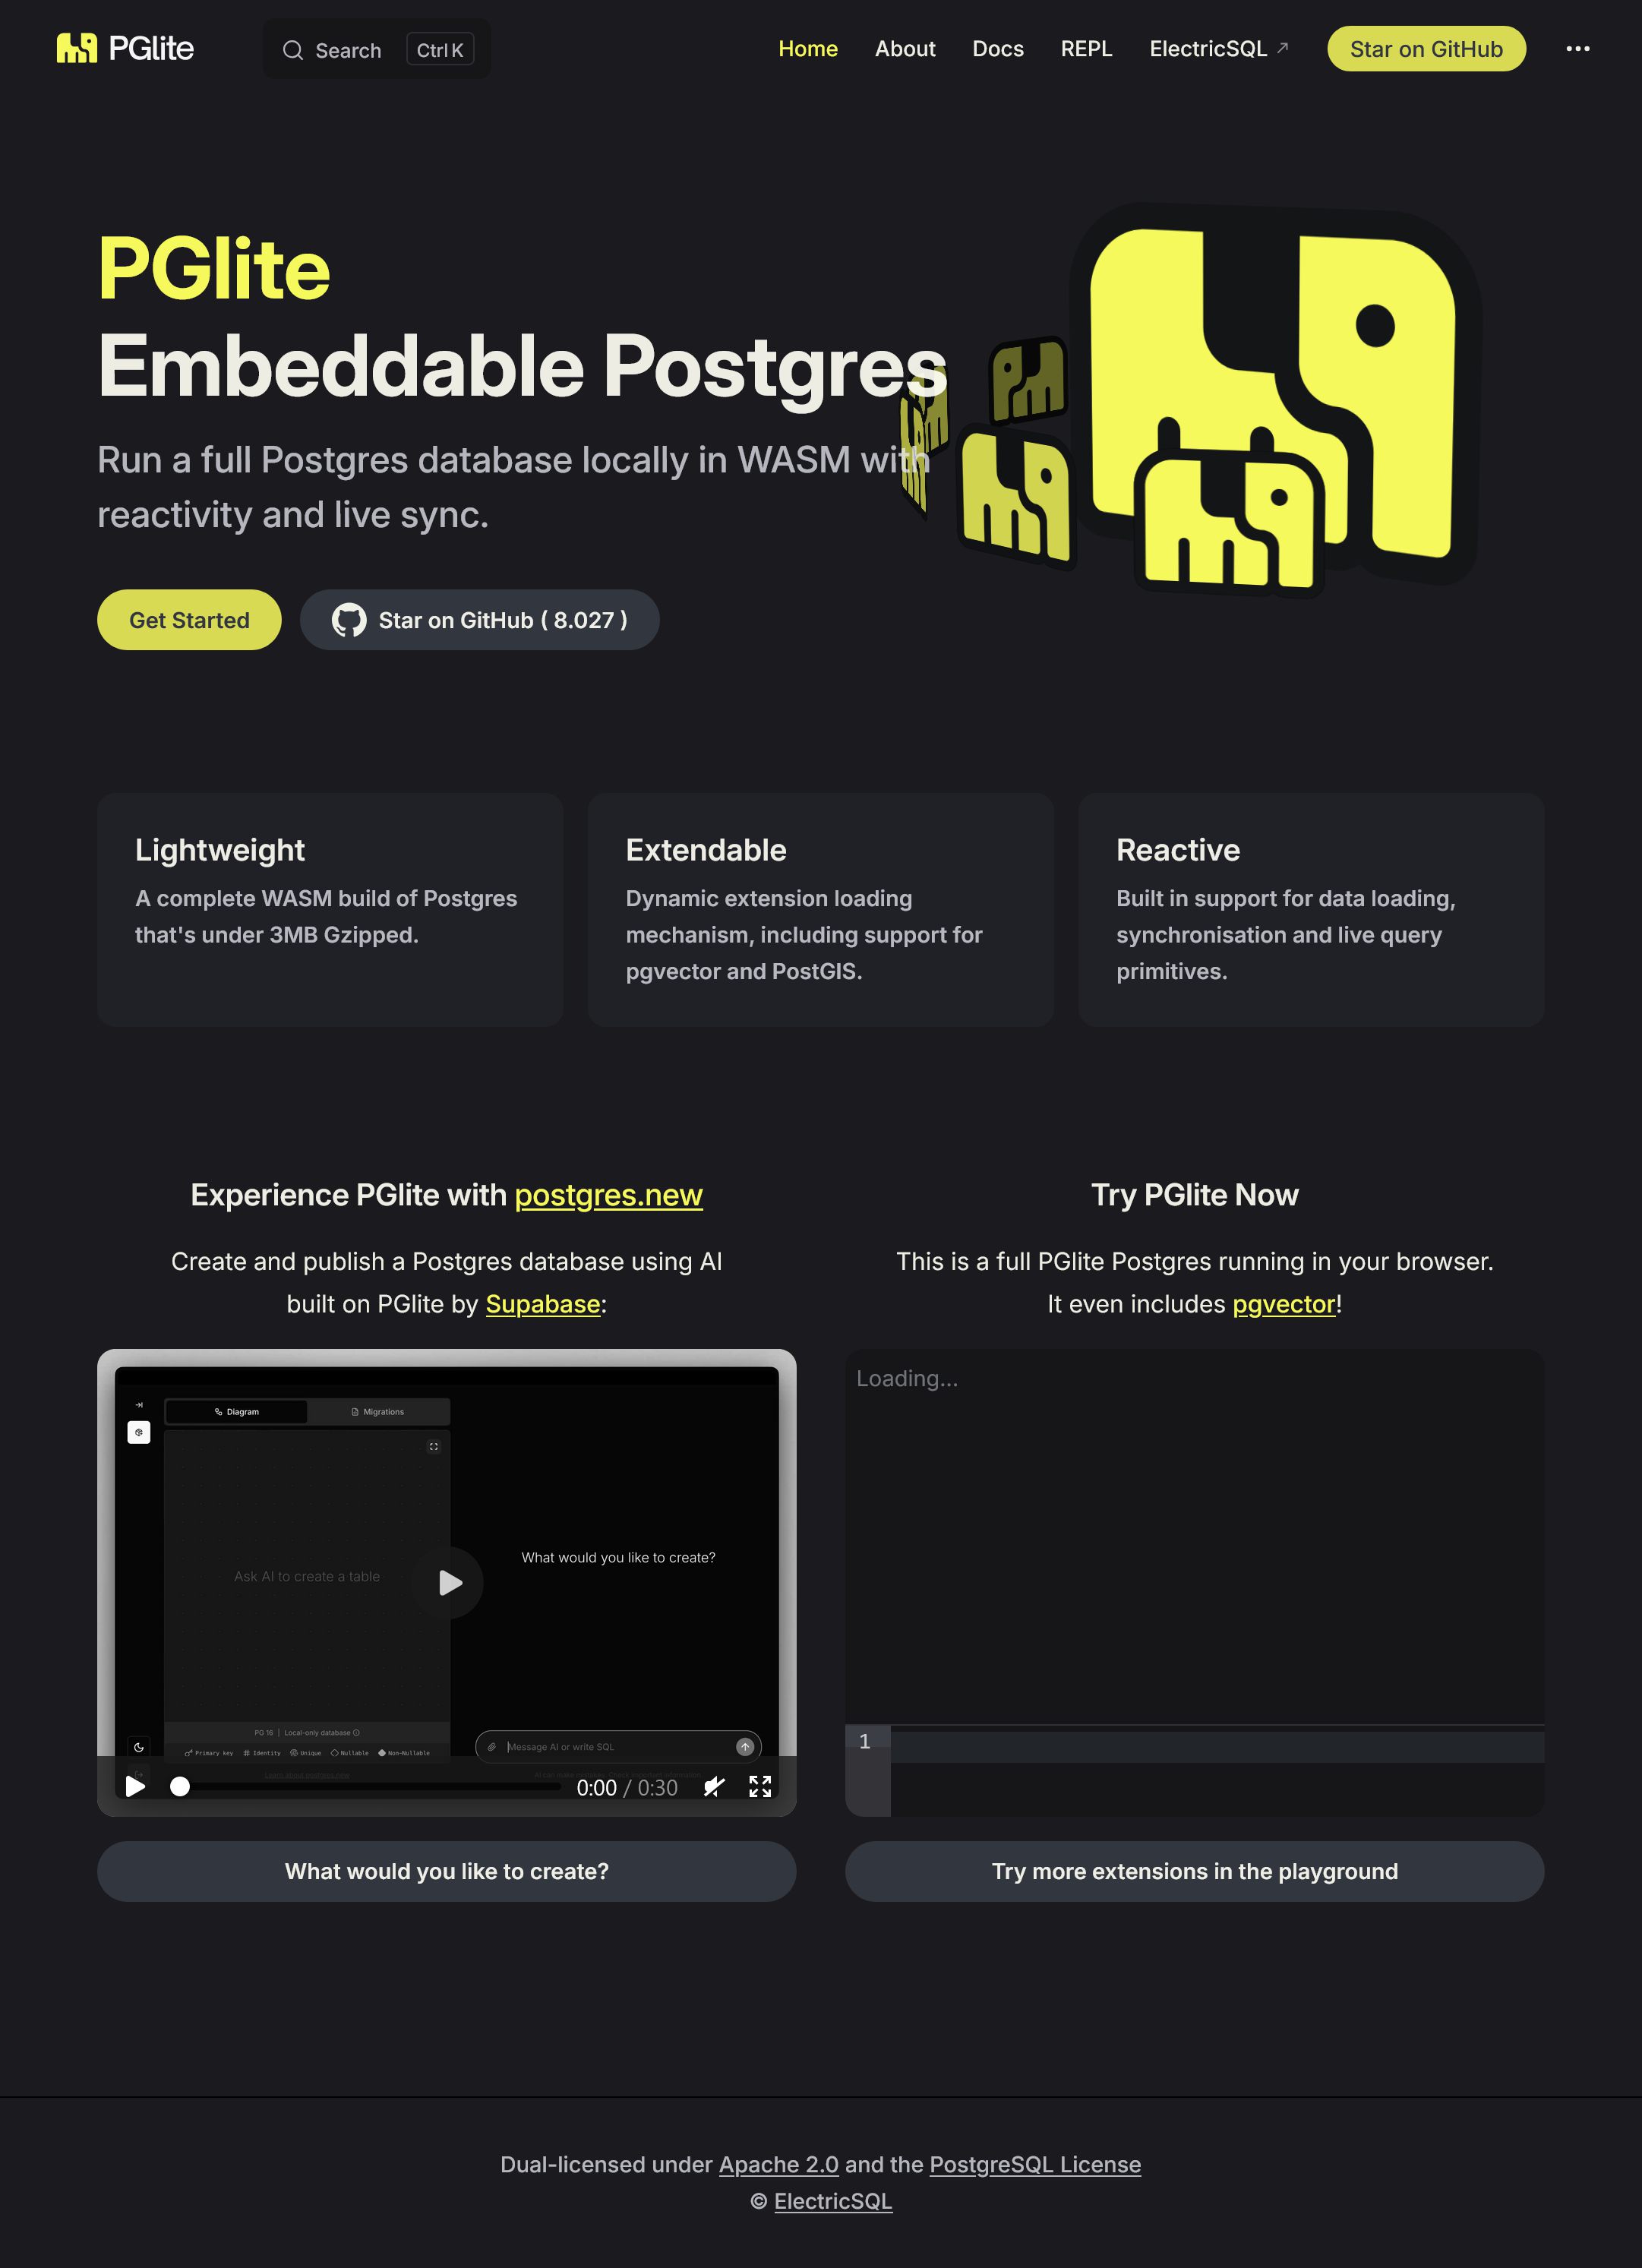 PGlite
Search Ctrl K
Home About Docs REPL ElectricSQL Star on GitHub
PGlite
Embeddable Postgres
Run a full Postgres database locally in WASM with
reactivity and live sync.
Get Started
Star on GitHub ( 8.027 )
Lightweight
A complete WASM build of Postgres
that's under 3MB Gzipped.
Extendable
Dynamic extension loading
mechanism, including support for
pgvector and PostGIS.
Reactive
Built in support for data loading,
synchronisation and live query
primitives.
Experience PGlite with postgres.new
Create and publish a Postgres database using AI
built on PGlite by Supabase:
Diagram
Migrations
Ask AI to create a table
What would you like to create?
PG 16 | Local-only database
Primary key Identity Unique Nullable Non-Nullable
Message AI or write SQL
0:00 / 0:30
What would you like to create?
Try PGlite Now
This is a full PGlite Postgres running in your browser.
It even includes pgvector!
Loading...
1
Try more extensions in the playground
Dual-licensed under Apache 2.0 and the PostgreSQL License
© ElectricSQL